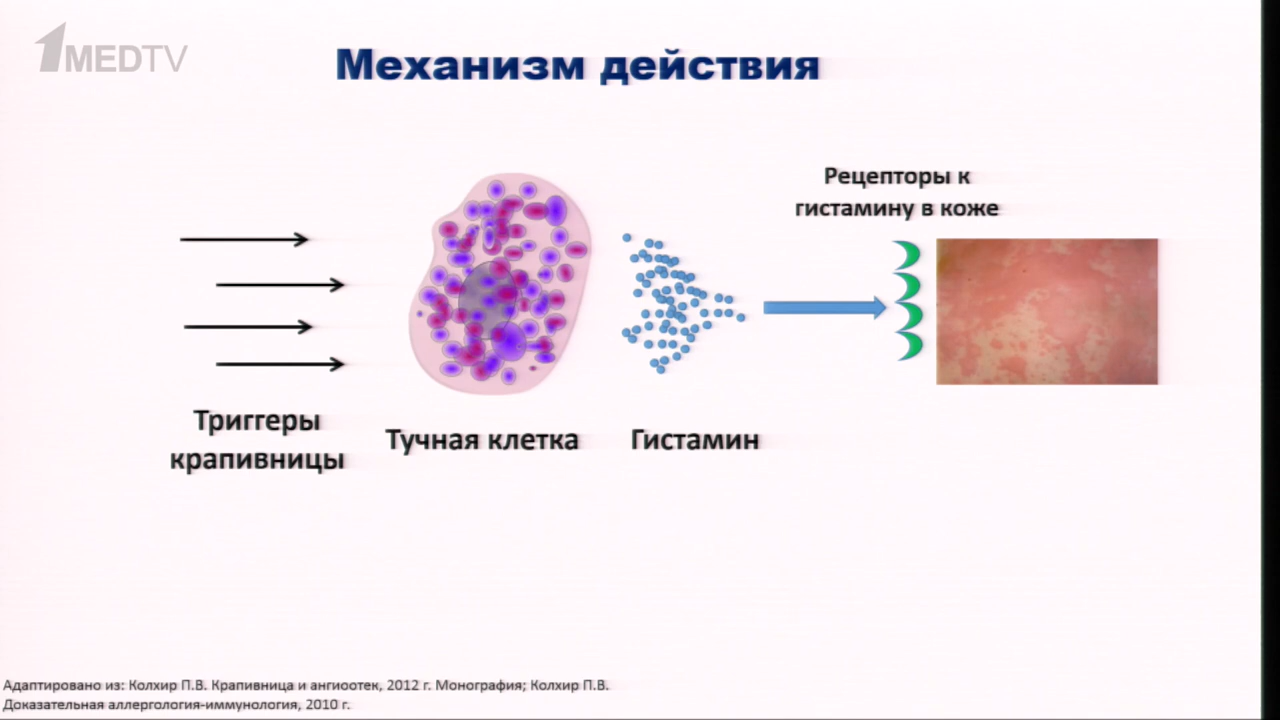 1MEDTV
Механизм действия
Рецепторы к
гистамину в коже
Триггеры
крапивницы
Тучная клетка
Гистамин
Адаптировано из: Колхир П.В. Крапивница и ангиоотек, 2012 г. Монография; Колхир П.В.
Доказательная аллергология-иммунология, 2010 г.